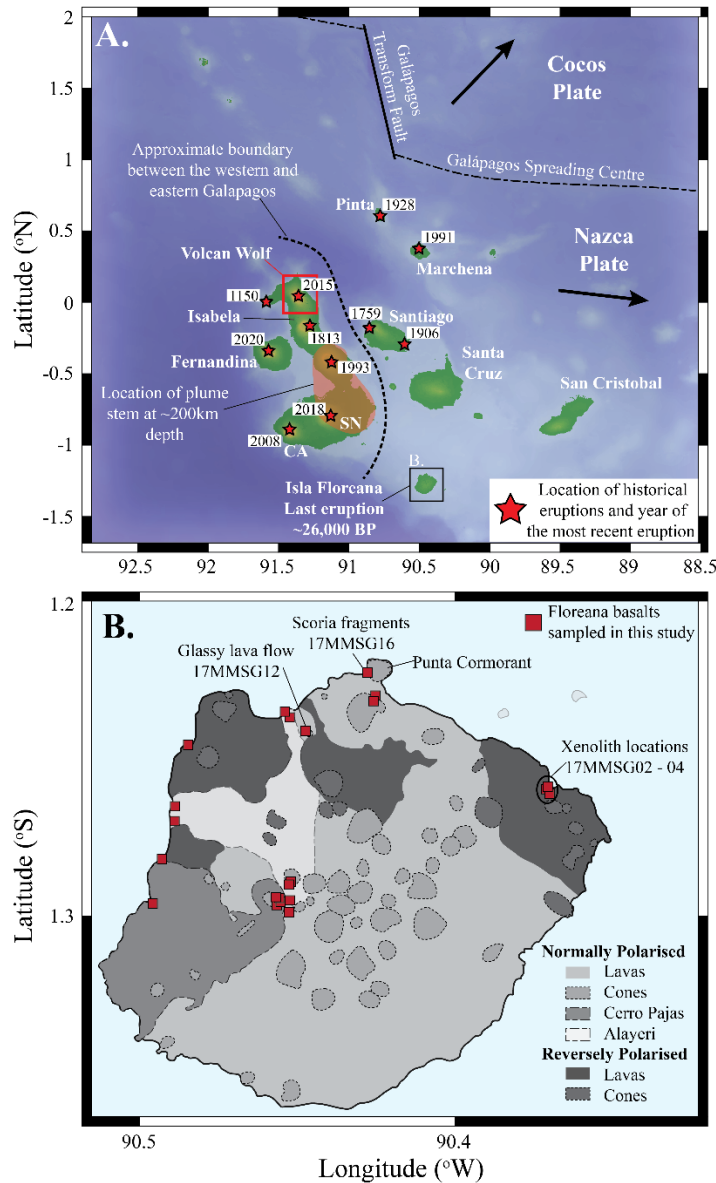 A.
2
1.5
1
0.5
0
-0.5
-1
-1.5
Latitude (°N)
92.5
92
91.5
91
90.5
90
89.5
89
88.5
Galápagos
Transform Fault
Cocos
Plate
Galápagos Spreading Centre
Approximate boundary
between the western and
eastern Galapagos
Pinta
1928
1991
Marchena
Nazca
Plate
Volcan Wolf
2015
1150
Isabela
1759
Santiago
1906
2020
1813
Fernandina
1993
Santa
Cruz
San Cristobal
Location of plume
stem at ~200km
depth
2018
SN
2008
CA
B.
Isla Floreana
Last eruption
~26,000 BP
Location of historical
eruptions and year of
the most recent eruption
B.
1.2
1.3
Latitude (°S)
Scoria fragments
17MMSG16
Floreana basalts
sampled in this study
Glassy lava flow
17MMSG12
Punta Cormorant
Xenolith locations
17MMSG02 - 04
Normally Polarised
Lavas
Cones
Cerro Pajas
Alayeri
Reversely Polarised
Lavas
Cones
90.5
90.4
Longitude (°W)